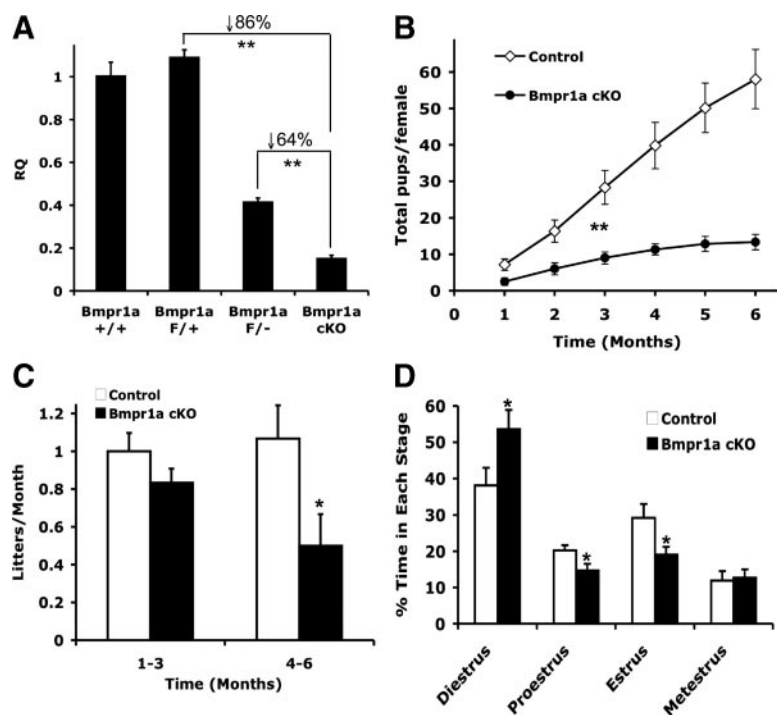 A
↓86%
**
↓64%
**
1
0.8
0.6
0.4
0.2
0
RQ
Bmpr1a Bmpr1a Bmpr1a Bmpr1a
+/+ F/+ F/- cKO
B
Control
Bmpr1a cKO
60
50
40
30
20
10
0
Total pups/female
**
0 1 2 3 4 5 6
Time (Months)
C
Control
Bmpr1a cKO
1.2
1
0.8
0.6
0.4
0.2
0
Litters/Month
*
1-3 4-6
Time (Months)
D
Control
Bmpr1a cKO
60
50
40
30
20
10
0
% Time in Each Stage
*
*
*
Diestrus
Proestrus
Estrus
Metestrus